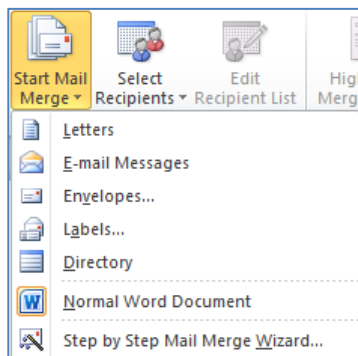 Start Mail Merge
Select Recipients
Edit Recipient List
High
Merg
Letters
E-mail Messages
Envelopes...
Labels...
Directory
Normal Word Document
Step by Step Mail Merge Wizard...